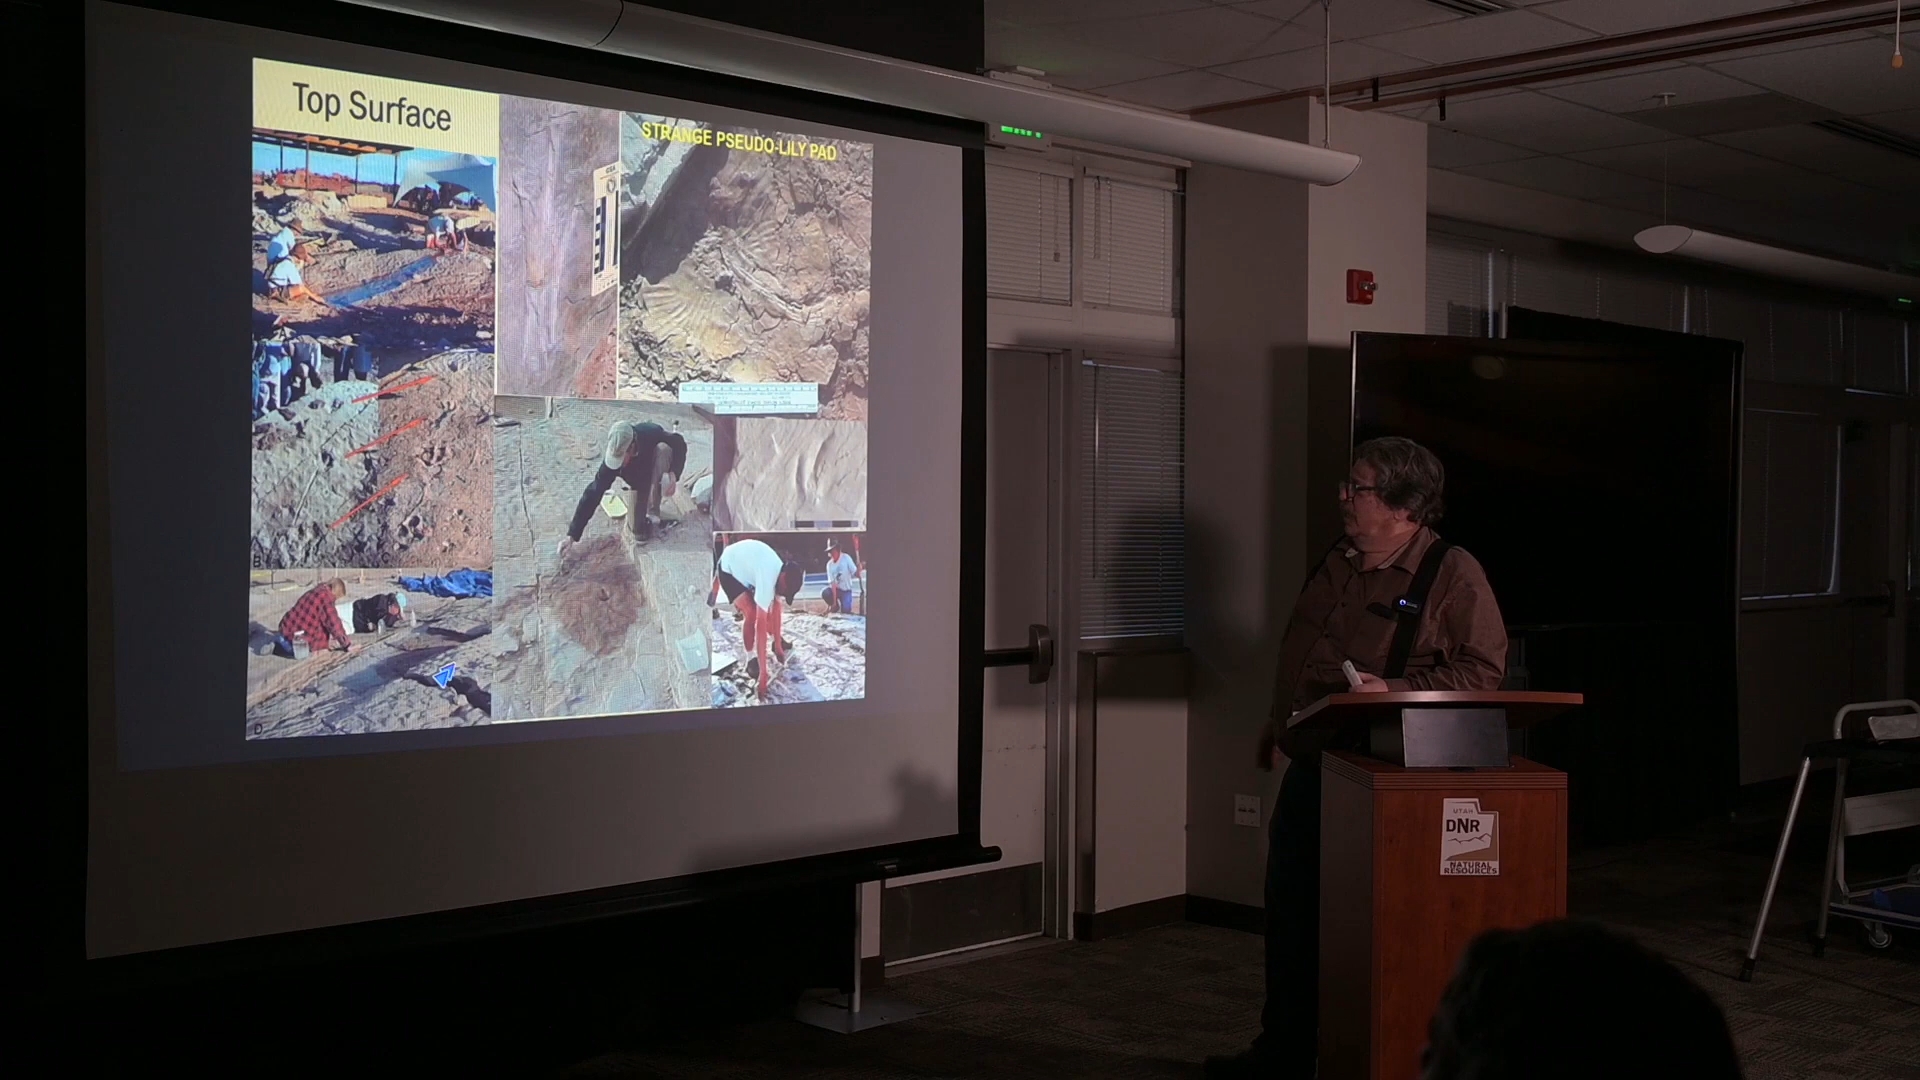 Top Surface
STRANGE PSEUDO-LILY PAD
B
D
UTAH
DNR
NATURAL
RESOURCES